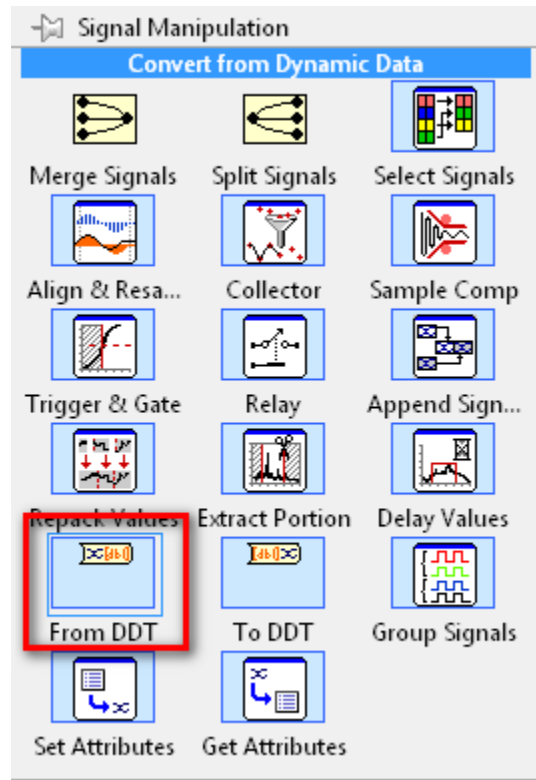 Signal Manipulation
Convert from Dynamic Data
Merge Signals Split Signals Select Signals
Align & Resa... Collector Sample Comp
Trigger & Gate Relay Append Sign...
Repack Values Extract Portion Delay Values
From DDT To DDT Group Signals
Set Attributes Get Attributes